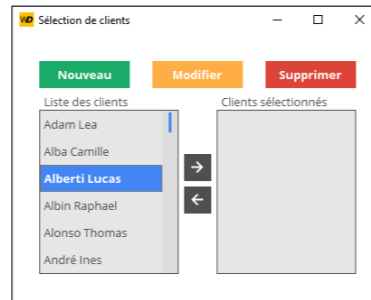 WD Sélection de clients
Nouveau Modifier Supprimer
Liste des clients Clients sélectionnés
Adam Lea
Alba Camille
Alberti Lucas
Albin Raphael
Alonso Thomas
André Ines